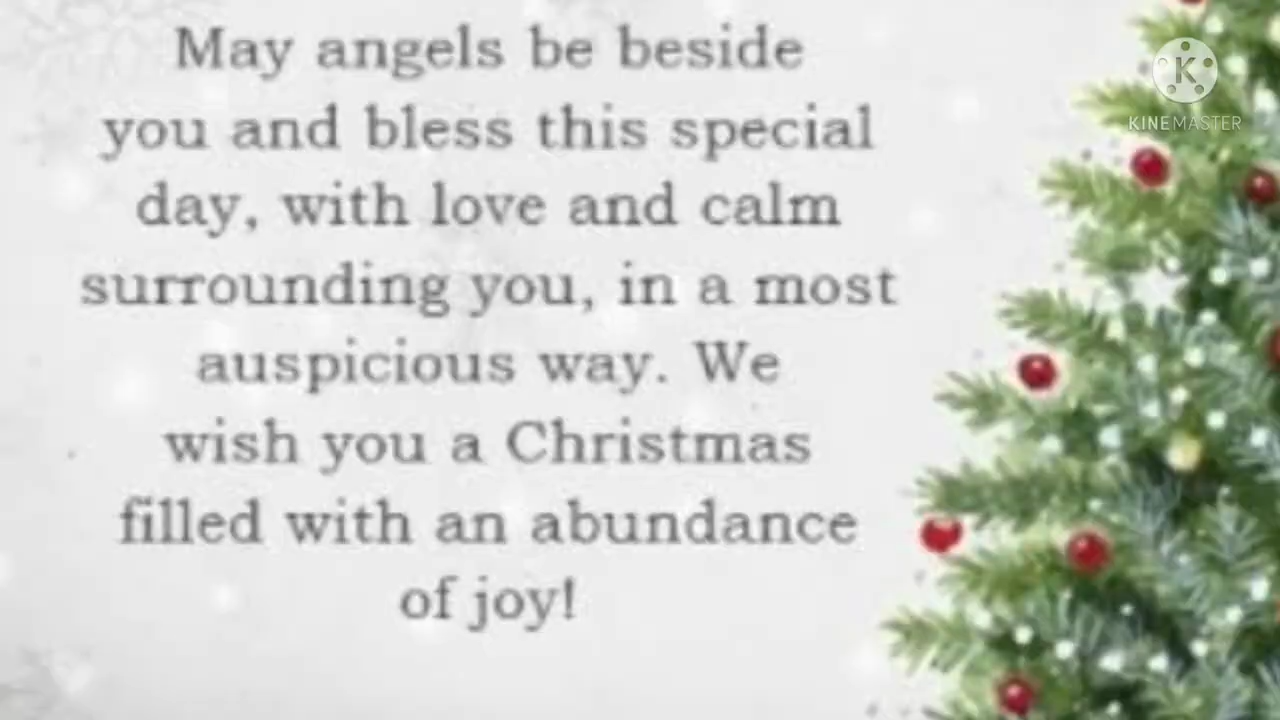 May angels be beside
you and bless this special
day, with love and calm
surrounding you, in a most
auspicious way. We
wish you a Christmas
filled with an abundance
of joy!
K
KINEMASTER